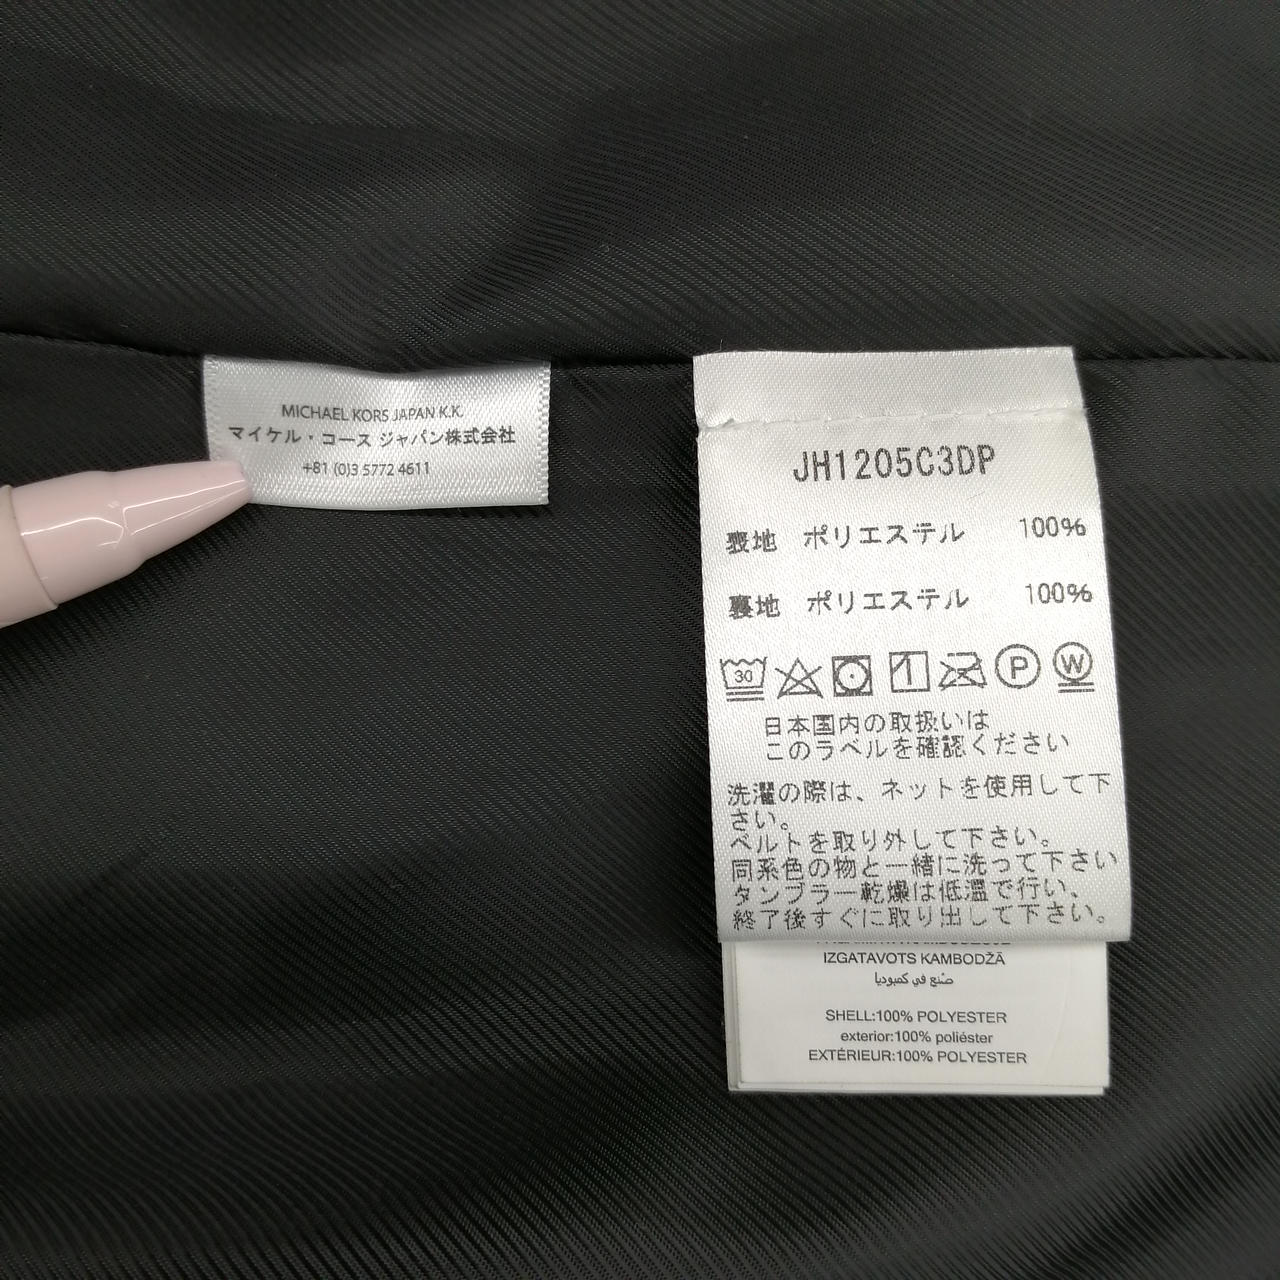 MICHAEL KORS JAPAN K.K.
マイケル・コース ジャパン株式会社
+81 (0)3 5772 4611
JH1205C3DP
表地 ポリエステル 100%
裏地 ポリエステル 100%
30 1 P W
日本国内の取扱いは
このラベルを確認ください
洗濯の際は、ネットを使用して下
さい。
ベルトを取り外して下さい。
同系色の物と一緒に洗って下さい
タンブラー乾燥は低温で行い、
終了後すぐに取り出して下さい。
IZGATAVOTS KAMBODŽĀ
صُنع في كمبوديا
SHELL:100% POLYESTER
exterior:100% poliéster
EXTÉRIEUR:100% POLYESTER